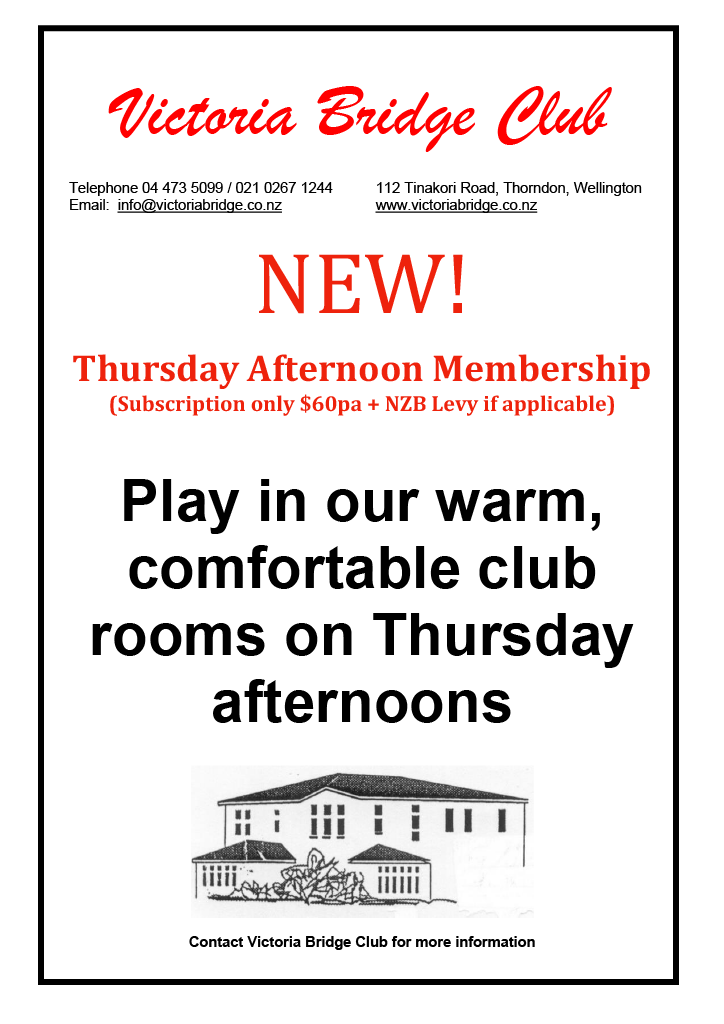 Victoria Bridge Club
Telephone 04 473 5099 / 021 0267 1244
Email: info@victoriabridge.co.nz
112 Tinakori Road, Thorndon, Wellington
www.victoriabridge.co.nz
NEW!
Thursday Afternoon Membership
(Subscription only $60pa + NZB Levy if applicable)
Play in our warm,
comfortable club
rooms on Thursday
afternoons
Contact Victoria Bridge Club for more information